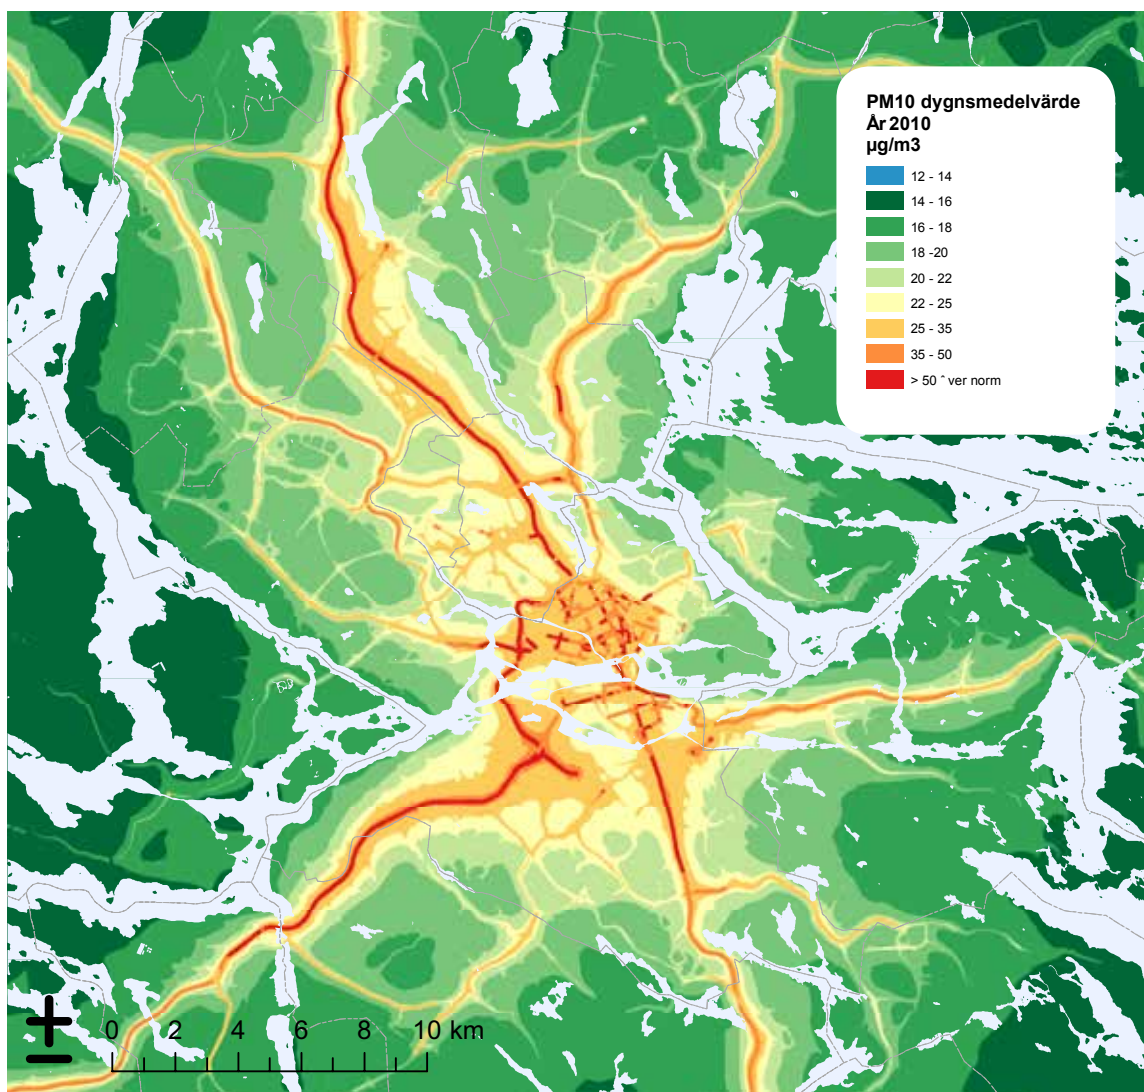 PM10 dygnsmedelvärde
År 2010
µg/m3
12 - 14
14 - 16
16 - 18
18 -20
20 - 22
22 - 25
25 - 35
35 - 50
> 50 ˆ ver norm
0 2 4 6 8 10 km